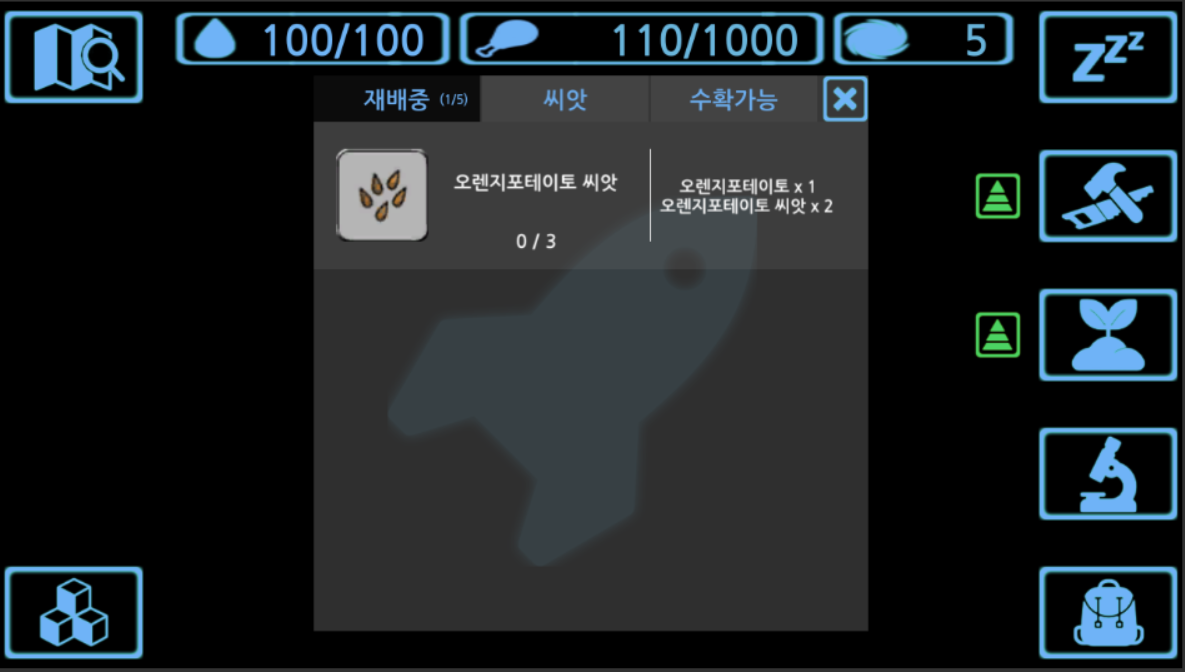 100/100
110/1000
5
zzz
재배중 (1/5)
씨앗
수확가능
오렌지포테이토 씨앗
0 / 3
오렌지포테이토 x 1
오렌지포테이토 씨앗 x 2